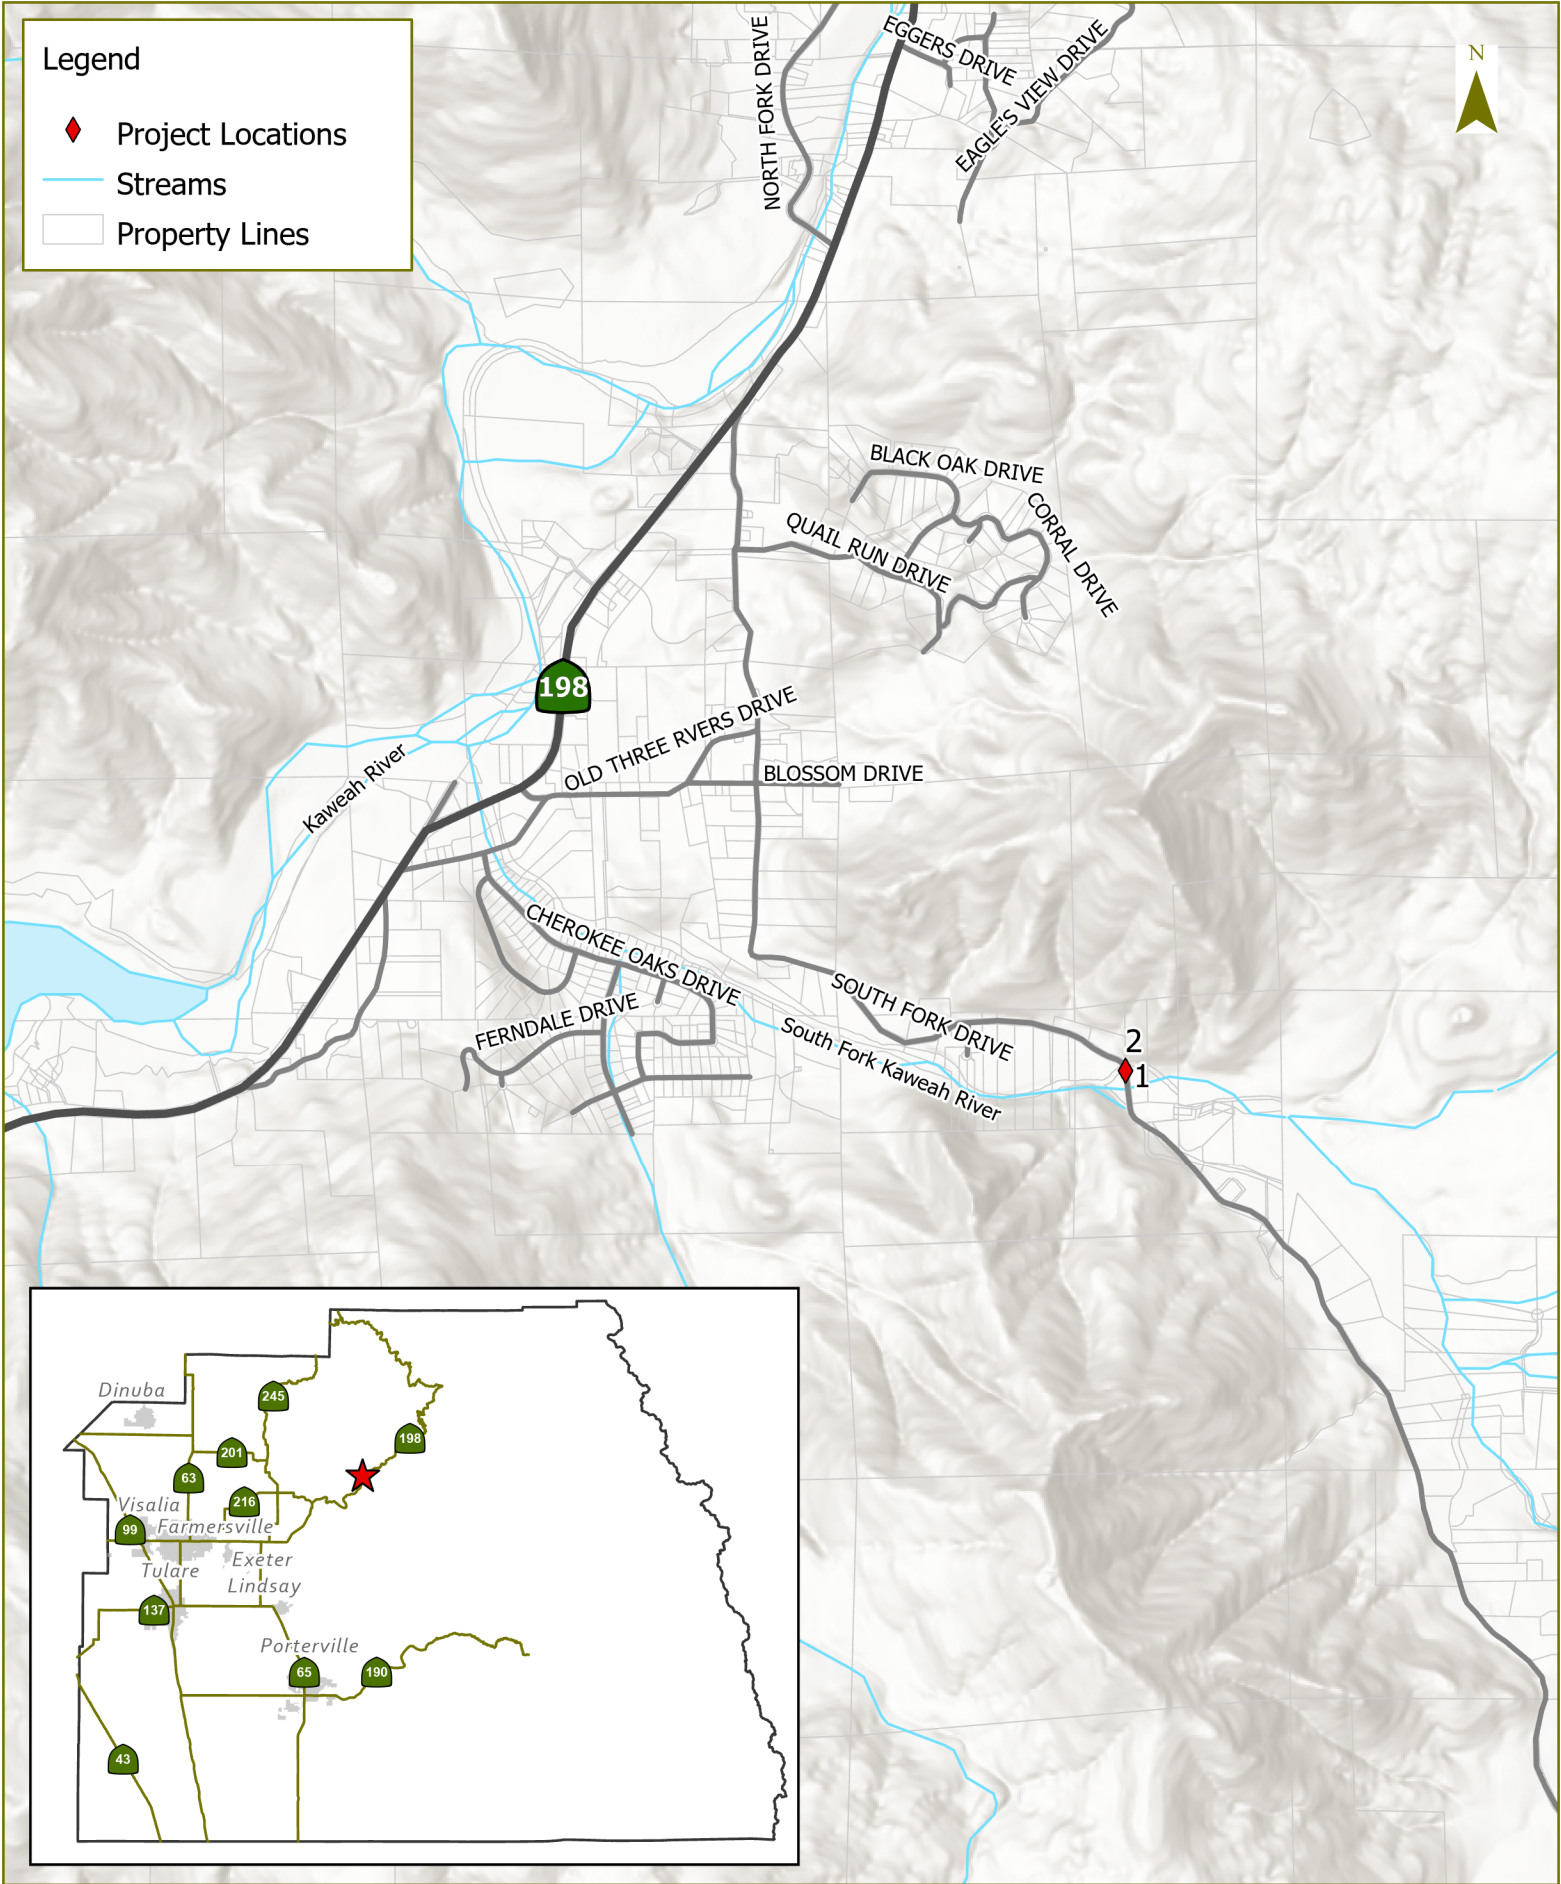 Legend
Project Locations
Streams
Property Lines
N
NORTH FORK DRIVE
EGGERS DRIVE
EAGLE'S VIEW DRIVE
BLACK OAK DRIVE
CORRAL DRIVE
QUAIL RUN DRIVE
198
OLD THREE RVERS DRIVE
BLOSSOM DRIVE
Kaweah River
CHEROKEE OAKS DRIVE
FERNDALE DRIVE
SOUTH FORK DRIVE
South Fork Kaweah River
2
1
Dinuba
245
198
201
63
216
Visalia
99
Farmersville
Exeter
Tulare
Lindsay
137
Porterville
65
190
43